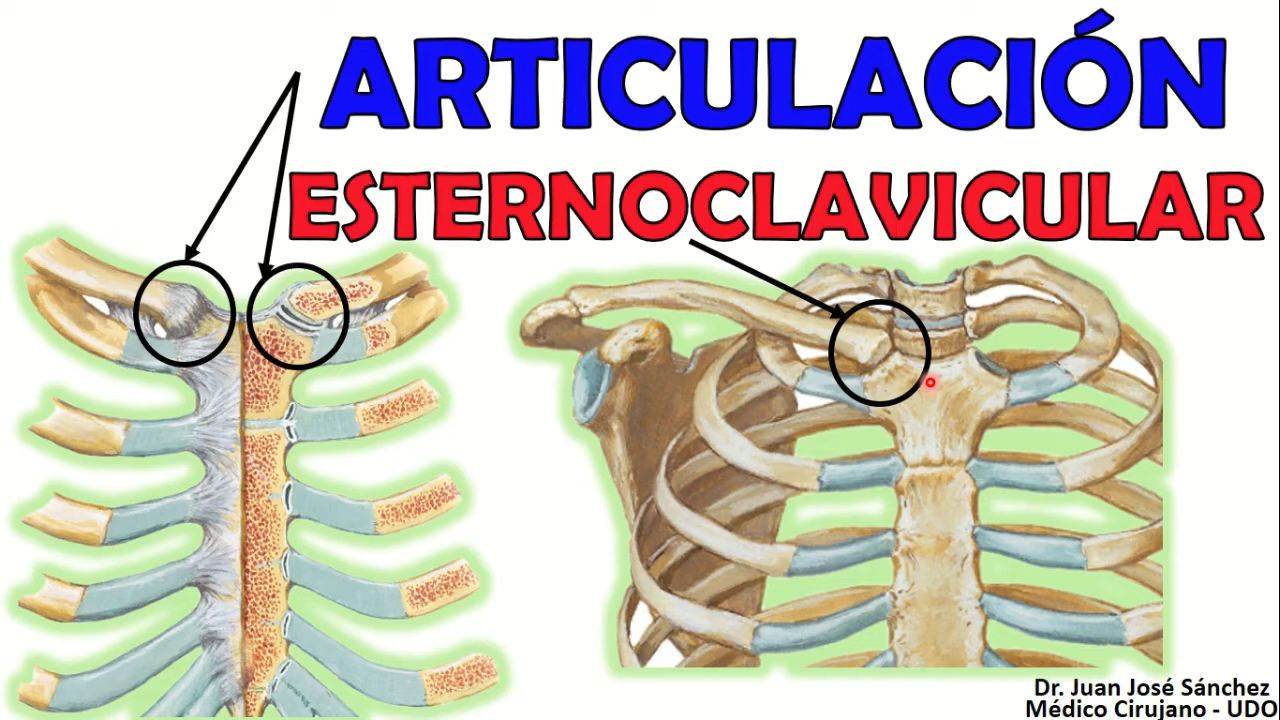 ARTICULACIÓN
ESTERNOCLAVICULAR
Dr. Juan José Sánchez
Médico Cirujano - UDO